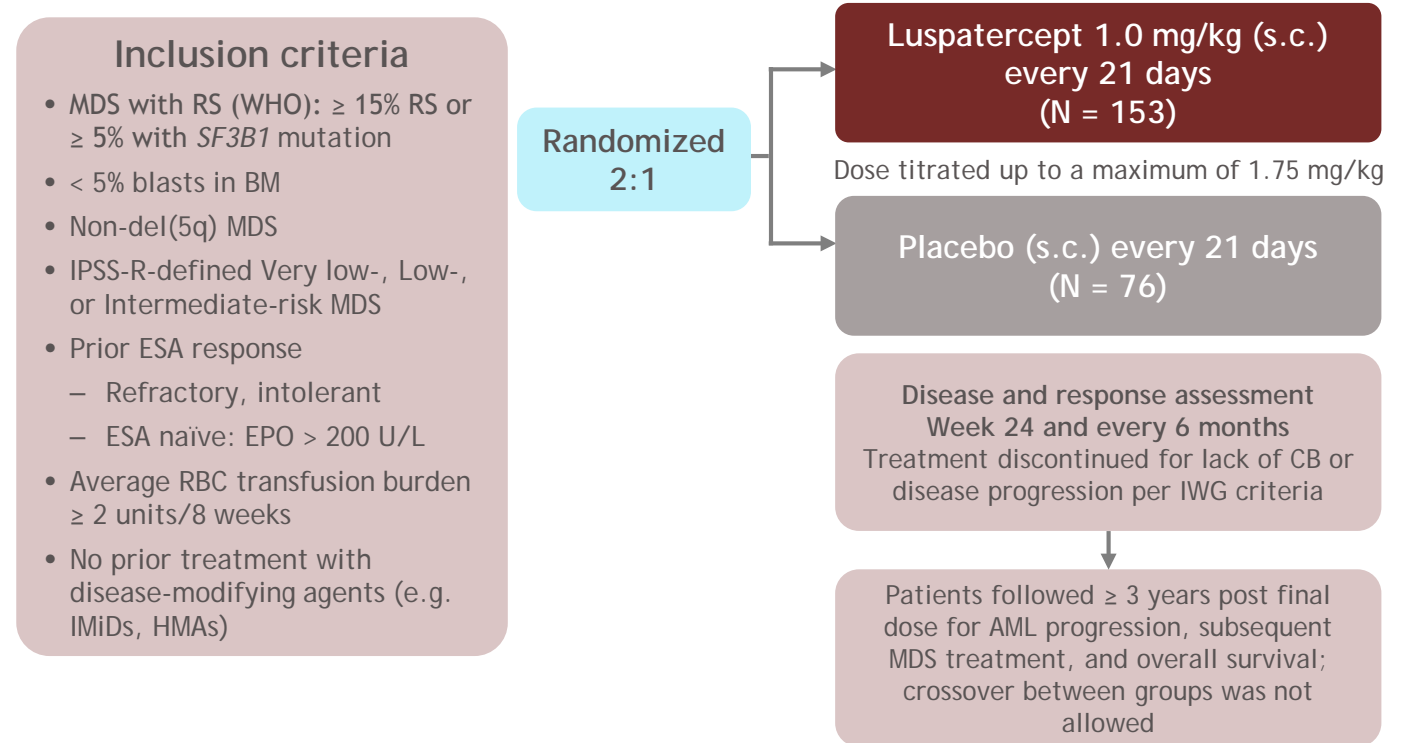 Inclusion criteria
• MDS with RS (WHO): ≥ 15% RS or
≥ 5% with SF3B1 mutation
• < 5% blasts in BM
• Non-del(5q) MDS
• IPSS-R-defined Very low-, Low-,
or Intermediate-risk MDS
• Prior ESA response
– Refractory, intolerant
– ESA naïve: EPO > 200 U/L
• Average RBC transfusion burden
≥ 2 units/8 weeks
• No prior treatment with
disease-modifying agents (e.g.
IMiDs, HMAs)
Randomized
2:1
Luspatercept 1.0 mg/kg (s.c.)
every 21 days
(N = 153)
Dose titrated up to a maximum of 1.75 mg/kg
Placebo (s.c.) every 21 days
(N = 76)
Disease and response assessment
Week 24 and every 6 months
Treatment discontinued for lack of CB or
disease progression per IWG criteria
Patients followed ≥ 3 years post final
dose for AML progression, subsequent
MDS treatment, and overall survival;
crossover between groups was not
allowed